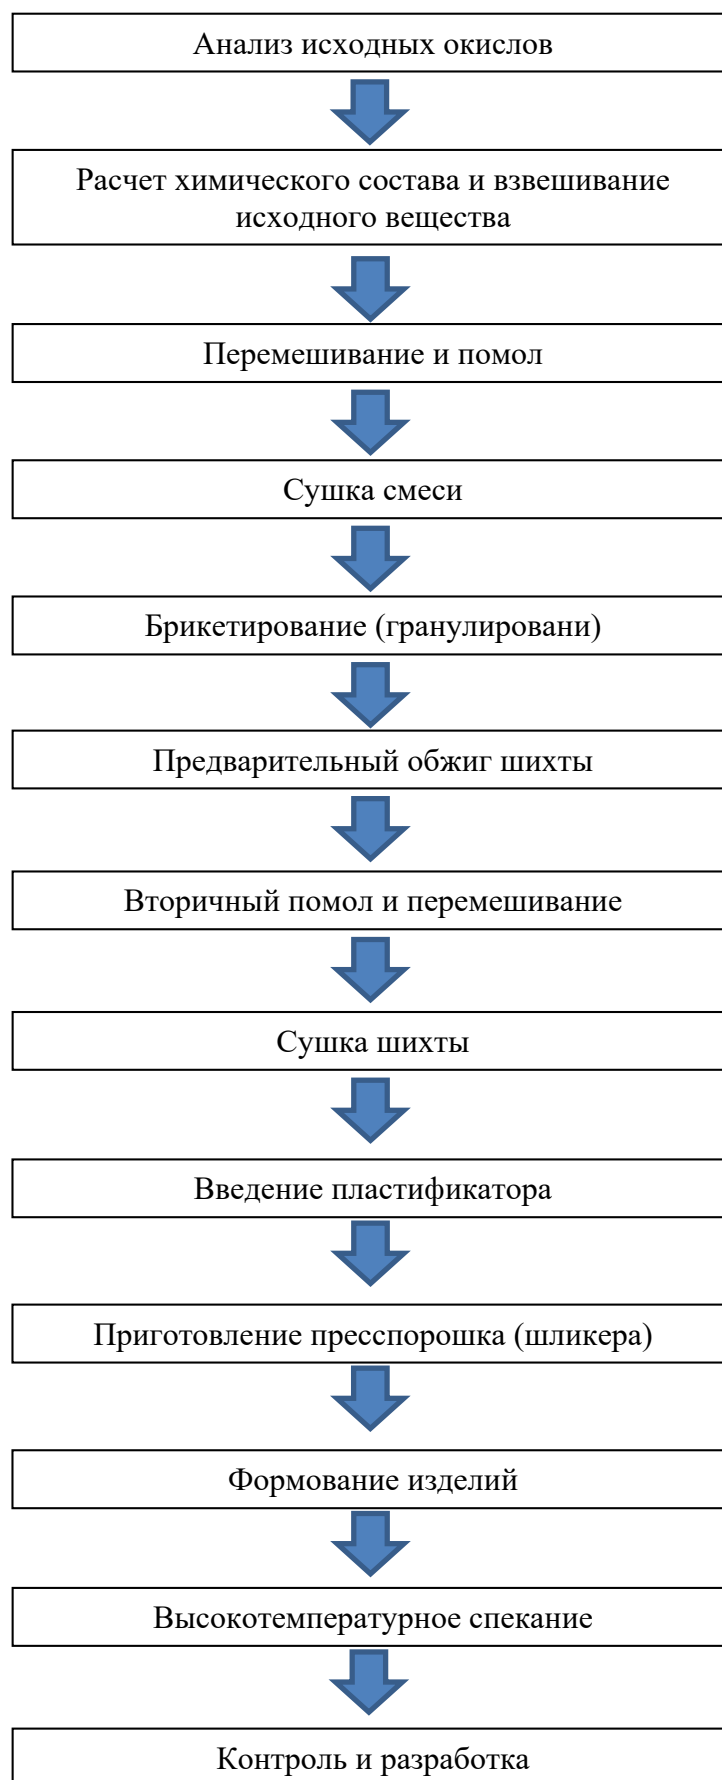 Анализ исходных окислов
Расчет химического состава и взвешивание
исходного вещества
Перемешивание и помол
Сушка смеси
Брикетирование (гранулировани)
Предварительный обжиг шихты
Вторичный помол и перемешивание
Сушка шихты
Введение пластификатора
Приготовление пресспорошка (шликера)
Формование изделий
Высокотемпературное спекание
Контроль и разработка